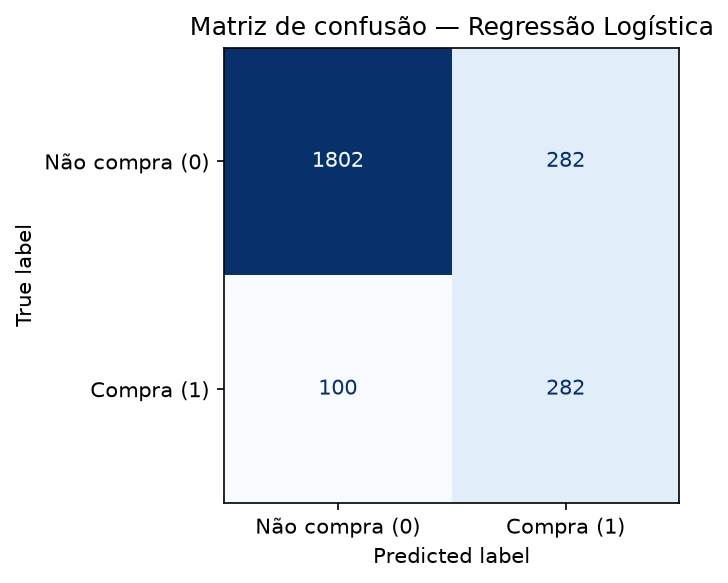 Matriz de confusão — Regressão Logística
Não compra (0)
1802
282
True label
Compra (1)
100
282
Não compra (0)
Compra (1)
Predicted label